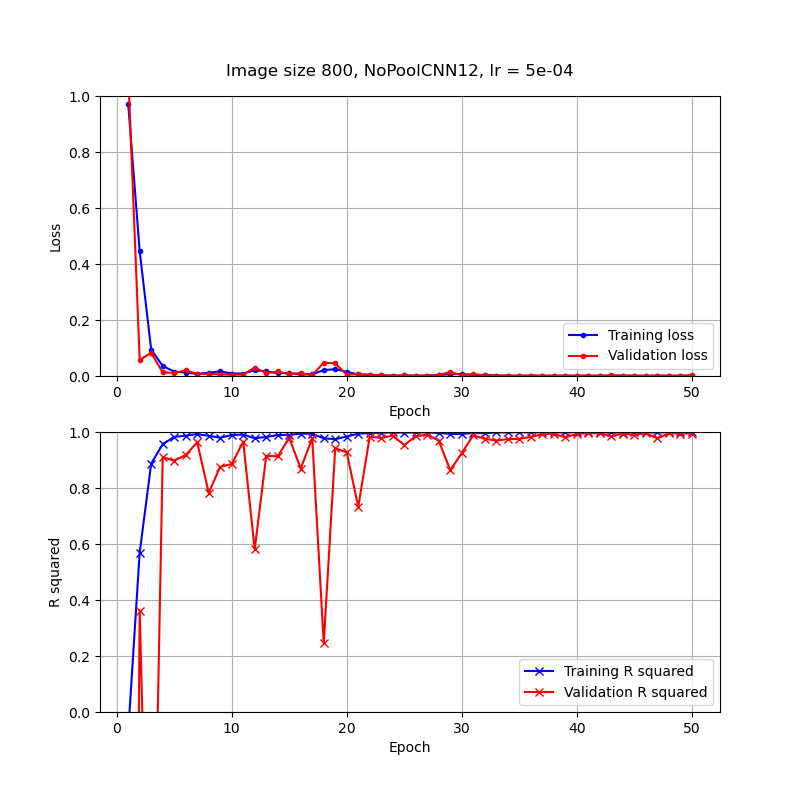 Image size 800, NoPoolCNN12, lr = 5e-04
1.0
0.8
0.6
0.4
0.2
0.0
Loss
Training loss
Validation loss
0 10 20 30 40 50
Epoch
1.0
0.8
0.6
0.4
0.2
0.0
R squared
Training R squared
Validation R squared
0 10 20 30 40 50
Epoch